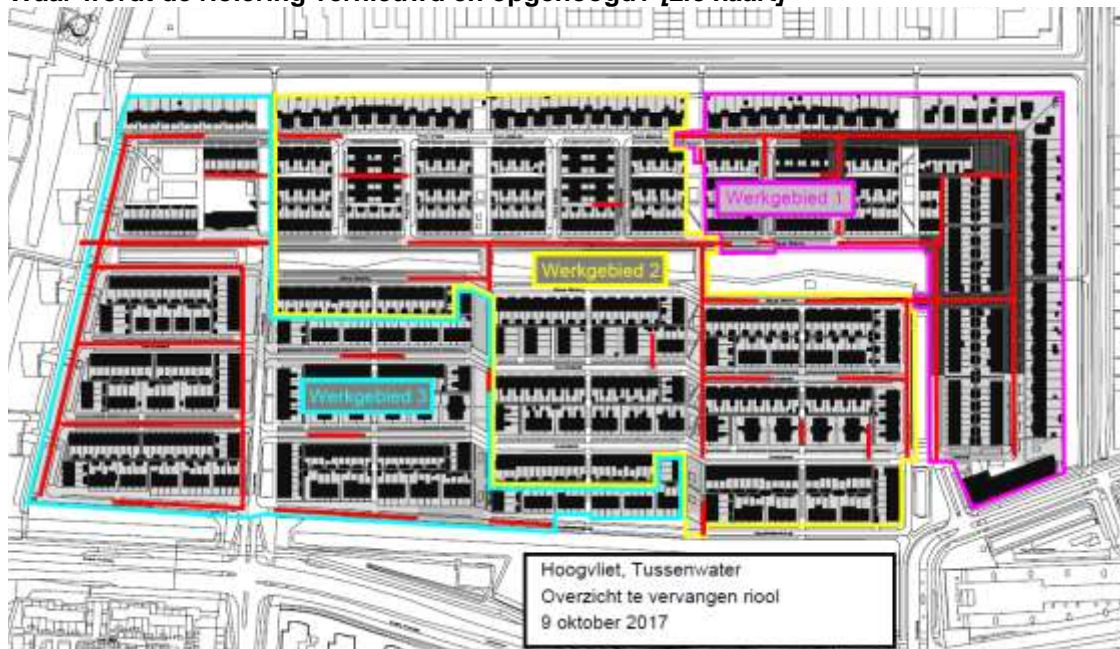 Waar wordt de riolering vernieuwd en opgehoogd? [zie kaart]
Werkgebied 1
Werkgebied 2
Werkgebied 3
Hoogvliet, Tussenwater
Overzicht te vervangen riool
9 oktober 2017